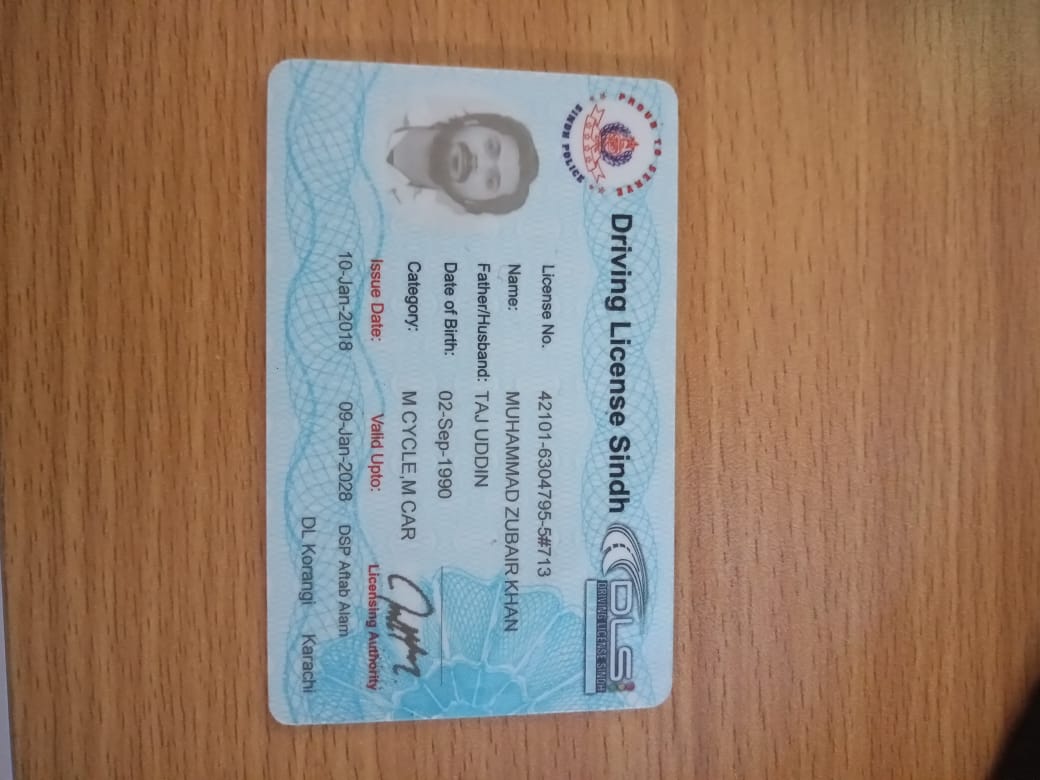 PROUD TO SERVE
SINDH POLICE
Driving License Sindh
DLS
DRIVING LICENSE SINDH
License No. 42101-6304795-5#713
Name: MUHAMMAD ZUBAIR KHAN
Father/Husband: TAJ UDDIN
Date of Birth: 02-Sep-1990
Category: M CYCLE,M CAR
Issue Date: Valid Upto: Licensing Authority
10-Jan-2018 09-Jan-2028 DSP Aftab Alam
DL Korangi Karachi